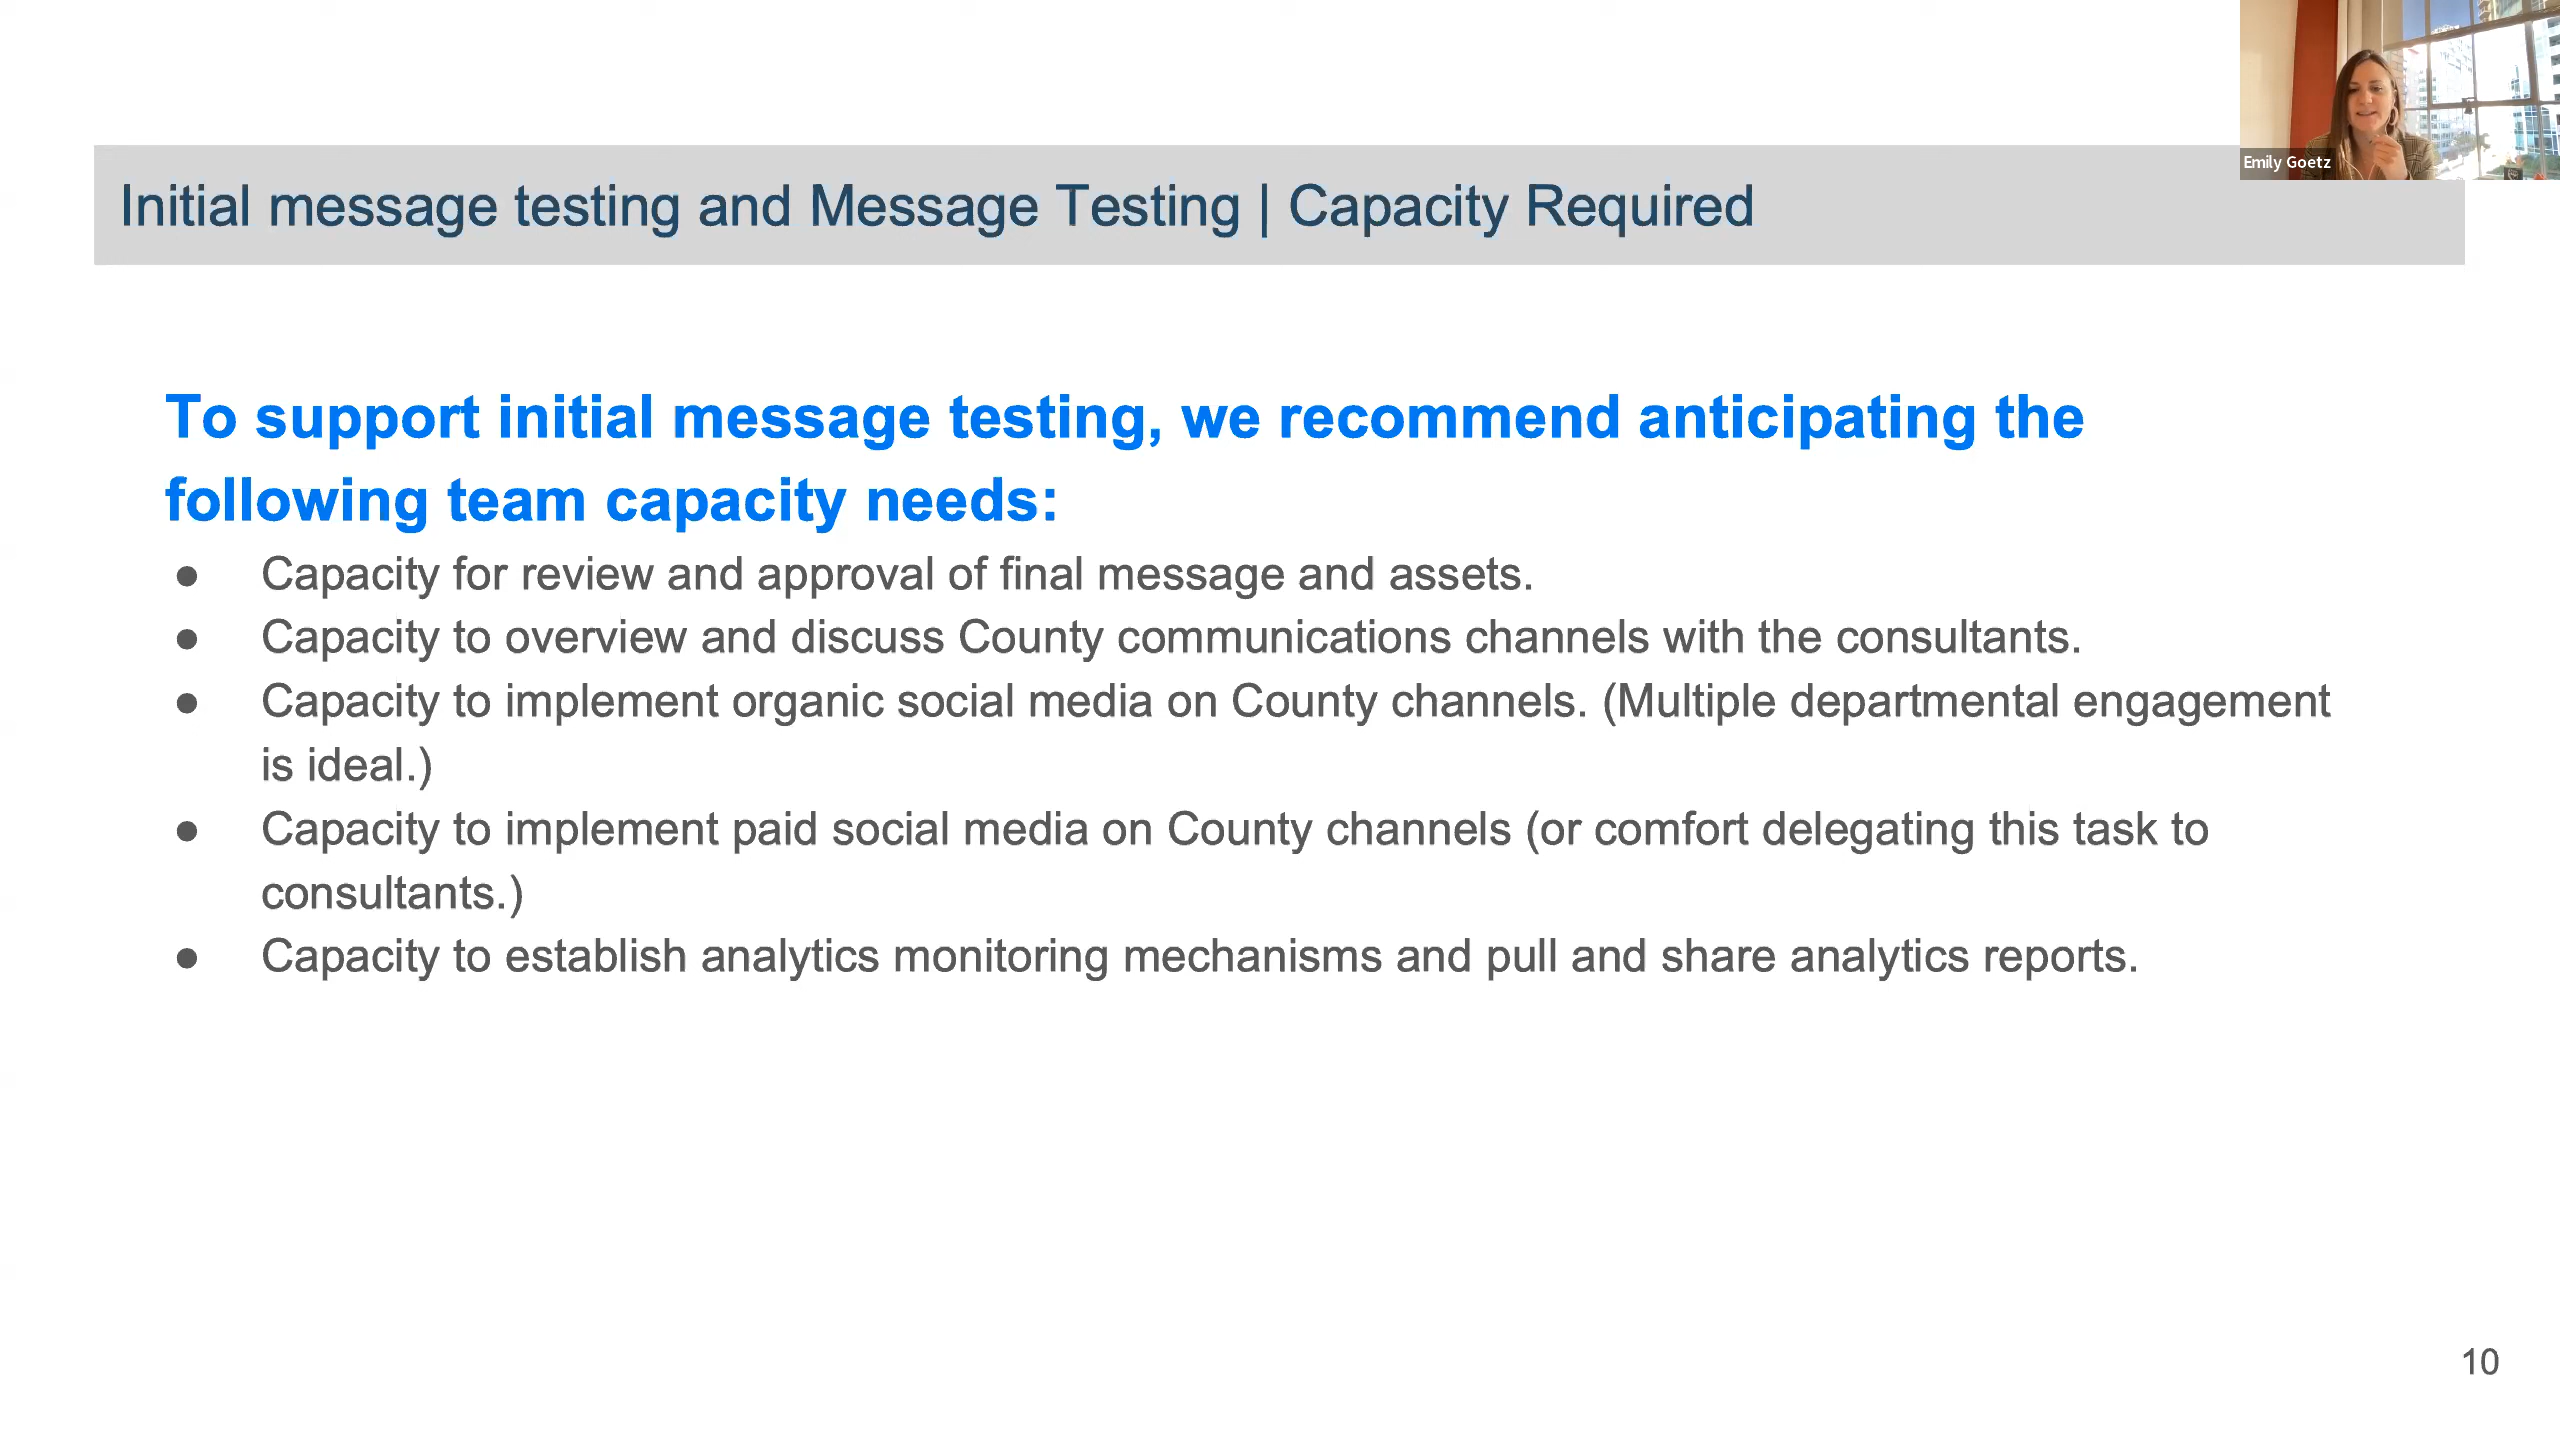 Emily Goetz
Initial message testing and Message Testing | Capacity Required
To support initial message testing, we recommend anticipating the
following team capacity needs:
● Capacity for review and approval of final message and assets.
● Capacity to overview and discuss County communications channels with the consultants.
● Capacity to implement organic social media on County channels. (Multiple departmental engagement
is ideal.)
● Capacity to implement paid social media on County channels (or comfort delegating this task to
consultants.)
● Capacity to establish analytics monitoring mechanisms and pull and share analytics reports.
10